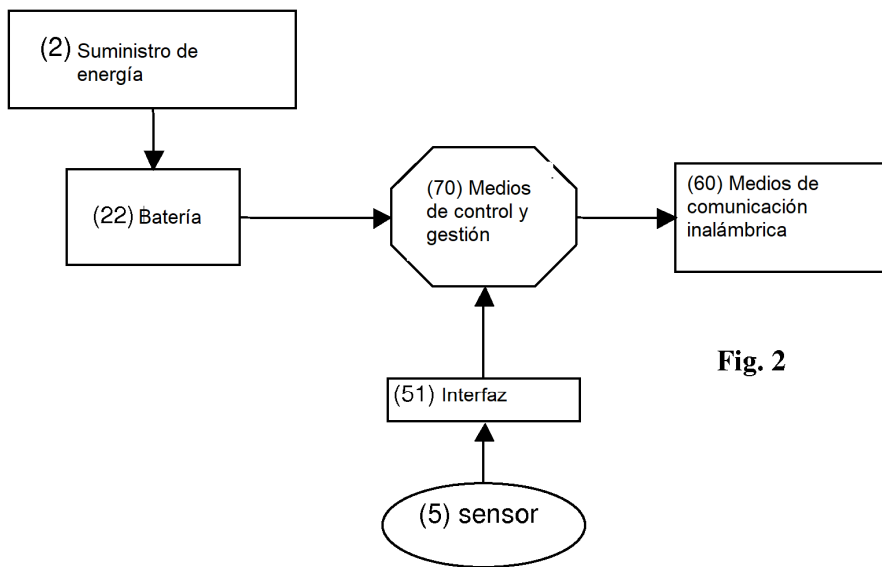 (2) Suministro de
energía
(22) Batería
(70) Medios
de control y
gestión
(60) Medios de
comunicación
inalámbrica
Fig. 2
(51) Interfaz
(5) sensor